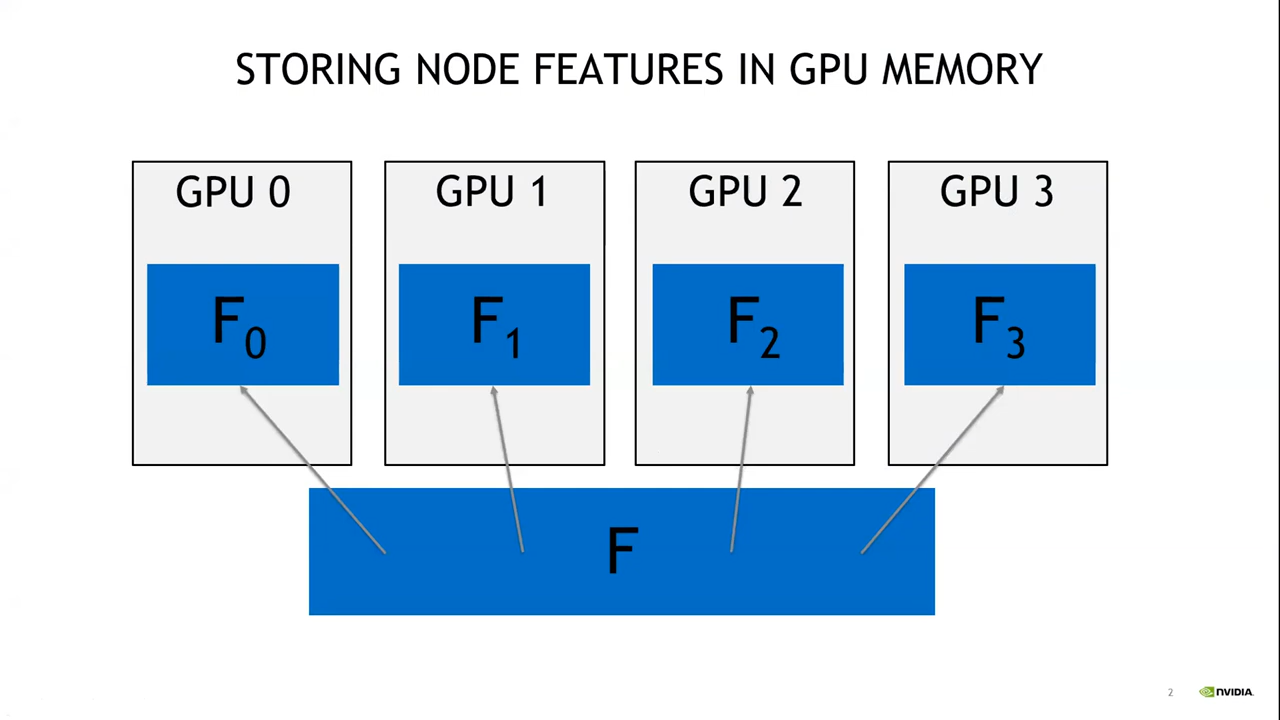 STORING NODE FEATURES IN GPU MEMORY
GPU 0
GPU 1
GPU 2
GPU 3
F0
F1
F2
F3
F
2
NVIDIA.